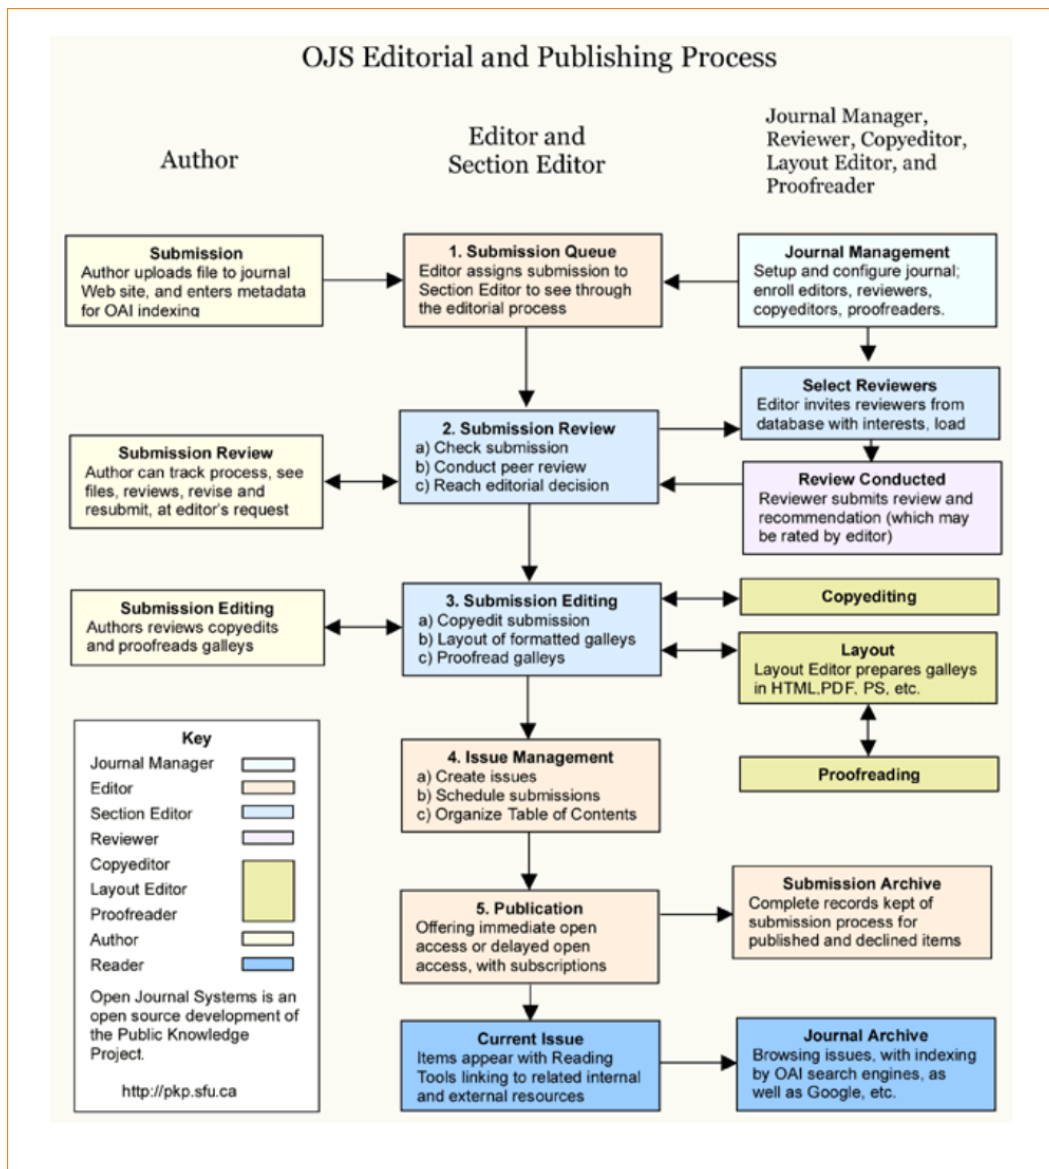 OJS Editorial and Publishing Process
Author
Editor and
Section Editor
Journal Manager,
Reviewer, Copyeditor,
Layout Editor, and
Proofreader
Submission
Author uploads file to journal
Web site, and enters metadata
for OAI indexing
1. Submission Queue
Editor assigns submission to
Section Editor to see through
the editorial process
Journal Management
Setup and configure journal;
enroll editors, reviewers,
copyeditors, proofreaders.
Select Reviewers
Editor invites reviewers from
database with interests, load
Submission Review
Author can track process, see
files, reviews, revise and
resubmit, at editor's request
2. Submission Review
a) Check submission
b) Conduct peer review
c) Reach editorial decision
Review Conducted
Reviewer submits review and
recommendation (which may
be rated by editor)
Submission Editing
Authors reviews copyedits
and proofreads galleys
3. Submission Editing
a) Copyedit submission
b) Layout of formatted galleys
c) Proofread galleys
Copyediting
Layout
Layout Editor prepares galleys
in HTML,PDF, PS, etc.
Proofreading
4. Issue Management
a) Create issues
b) Schedule submissions
c) Organize Table of Contents
5. Publication
Offering immediate open
access or delayed open
access, with subscriptions
Submission Archive
Complete records kept of
submission process for
published and declined items
Current Issue
Items appear with Reading
Tools linking to related internal
and external resources
Journal Archive
Browsing issues, with indexing
by OAI search engines, as
well as Google, etc.
Key
Journal Manager
Editor
Section Editor
Reviewer
Copyeditor
Layout Editor
Proofreader
Author
Reader
Open Journal Systems is an
open source development of
the Public Knowledge
Project.
http://pkp.sfu.ca